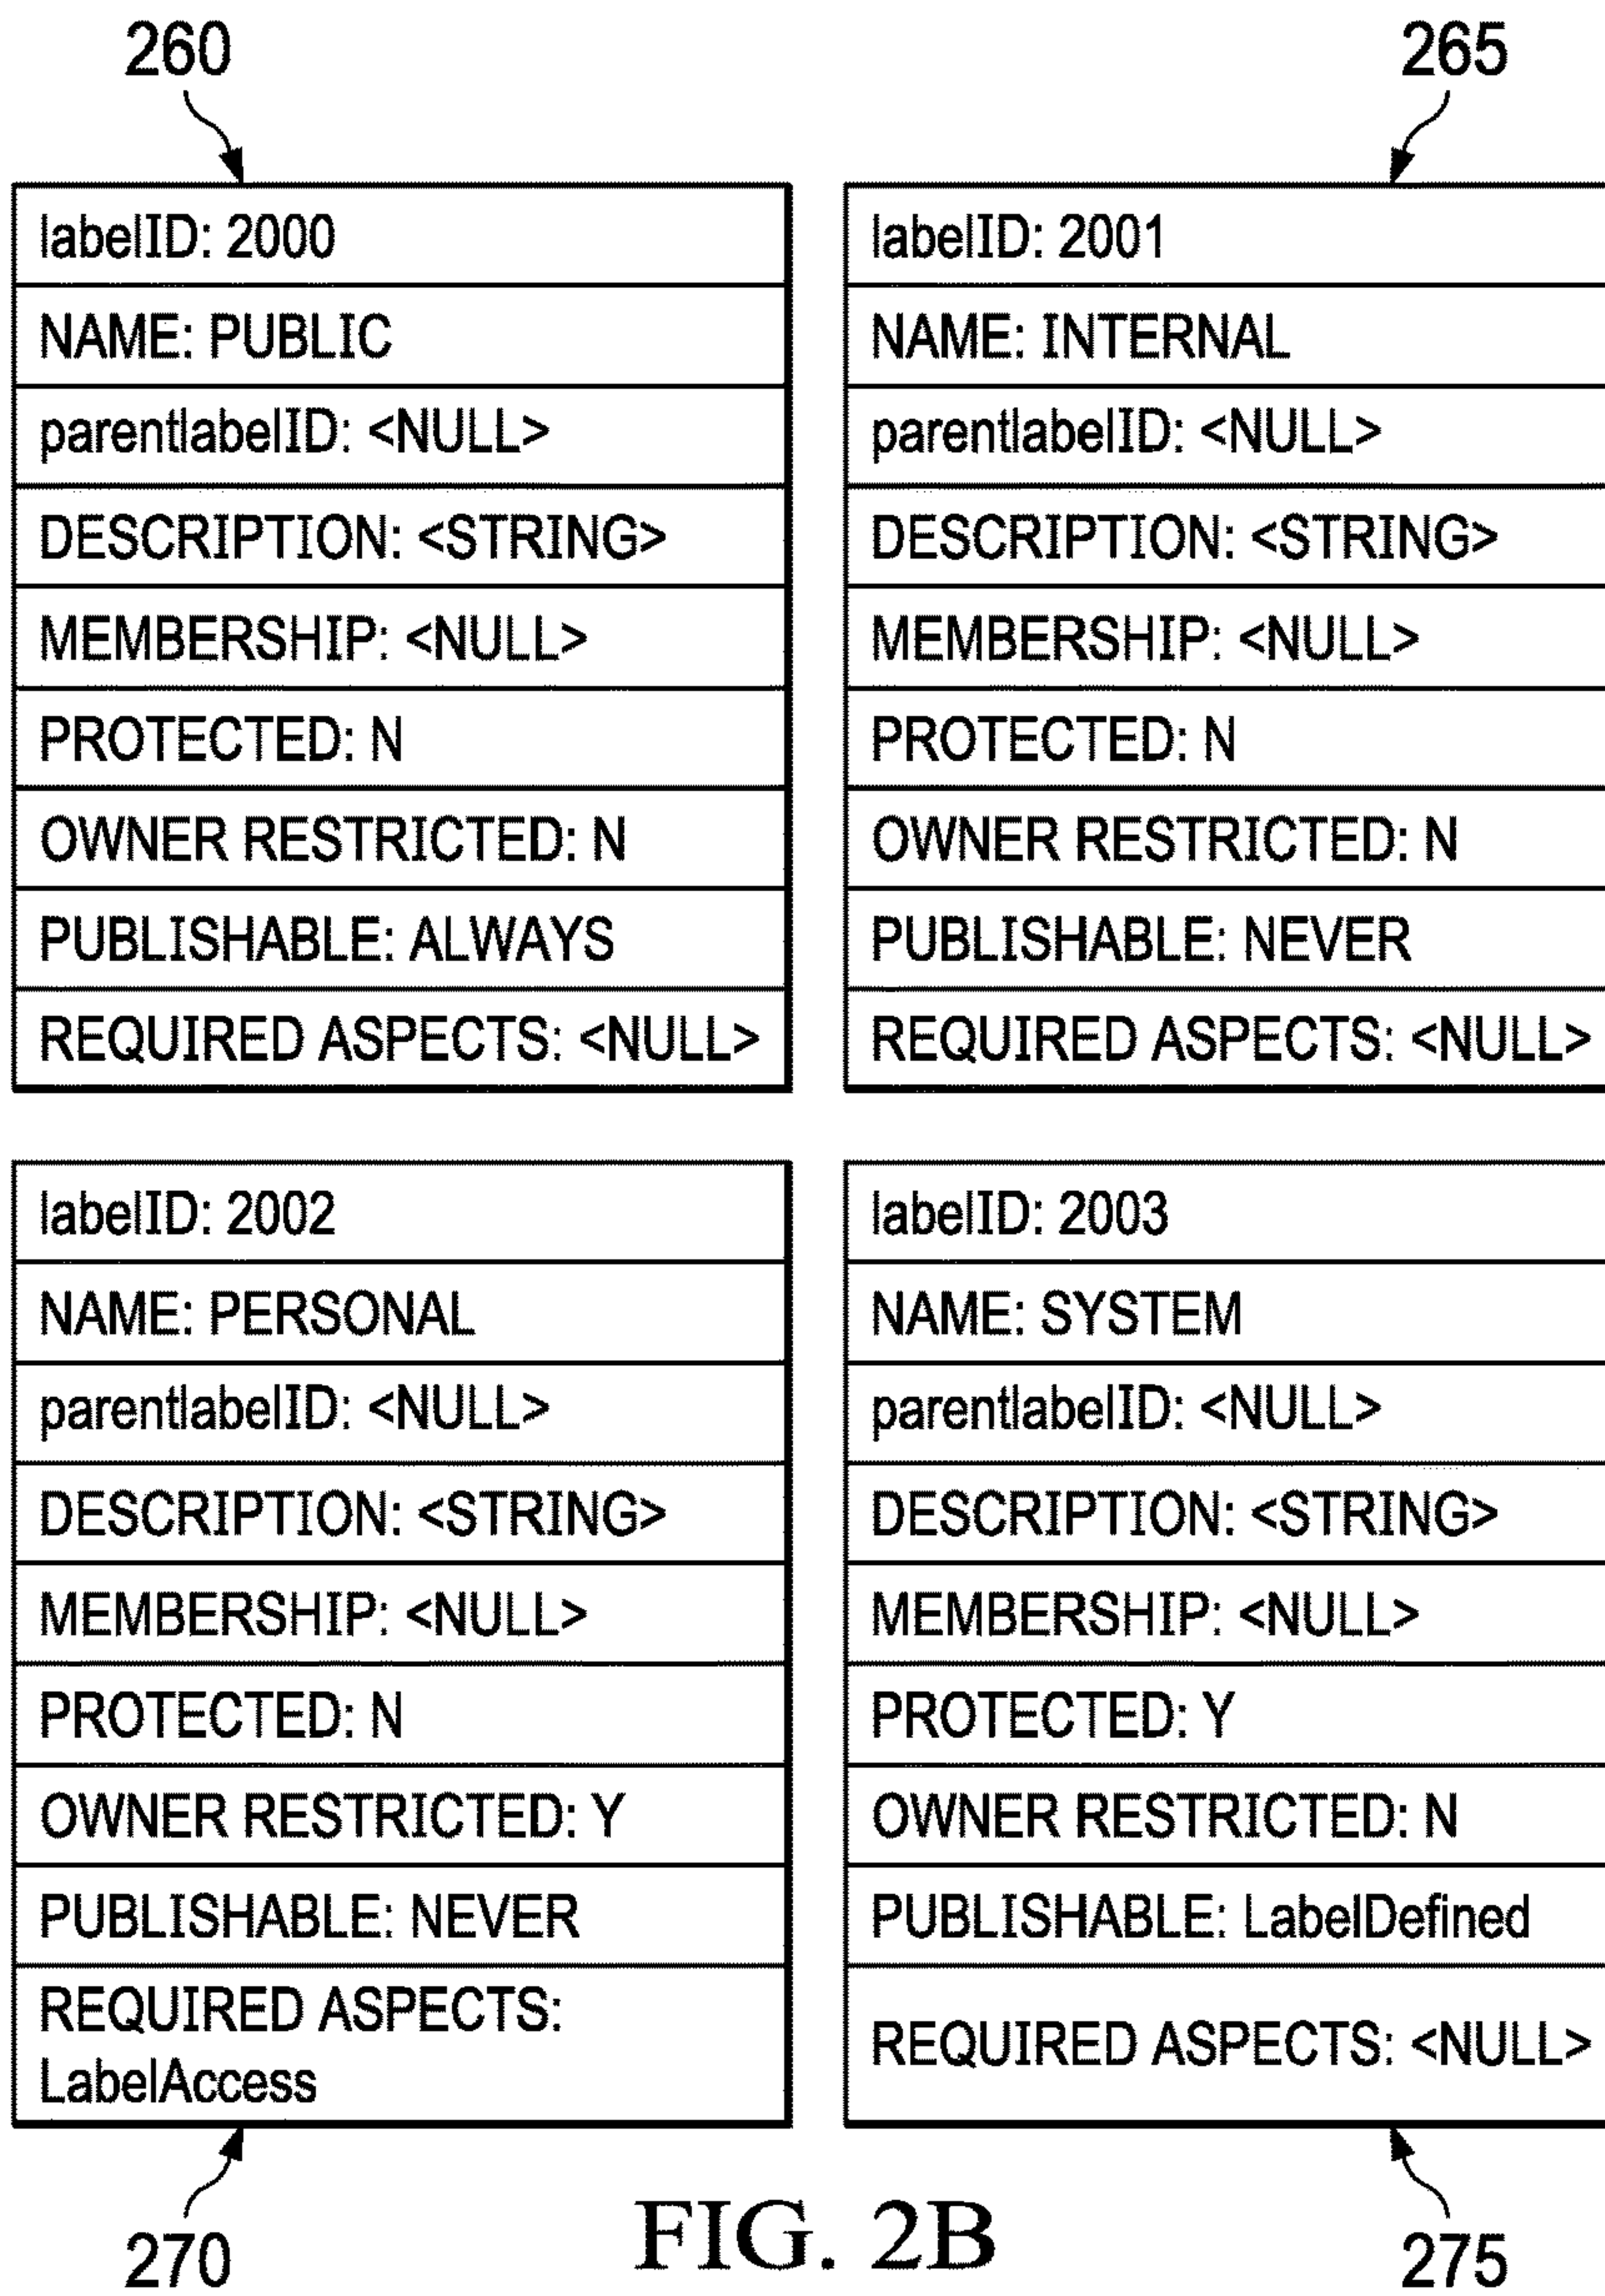 260
265
labelID: 2000
NAME: PUBLIC
parentlabelID: <NULL>
DESCRIPTION: <STRING>
MEMBERSHIP: <NULL>
PROTECTED: N
OWNER RESTRICTED: N
PUBLISHABLE: ALWAYS
REQUIRED ASPECTS: <NULL>
labelID: 2001
NAME: INTERNAL
parentlabelID: <NULL>
DESCRIPTION: <STRING>
MEMBERSHIP: <NULL>
PROTECTED: N
OWNER RESTRICTED: N
PUBLISHABLE: NEVER
REQUIRED ASPECTS: <NULL>
labelID: 2002
NAME: PERSONAL
parentlabelID: <NULL>
DESCRIPTION: <STRING>
MEMBERSHIP: <NULL>
PROTECTED: N
OWNER RESTRICTED: Y
PUBLISHABLE: NEVER
REQUIRED ASPECTS:
LabelAccess
labelID: 2003
NAME: SYSTEM
parentlabelID: <NULL>
DESCRIPTION: <STRING>
MEMBERSHIP: <NULL>
PROTECTED: Y
OWNER RESTRICTED: N
PUBLISHABLE: LabelDefined
REQUIRED ASPECTS: <NULL>
270
FIG. 2B
275